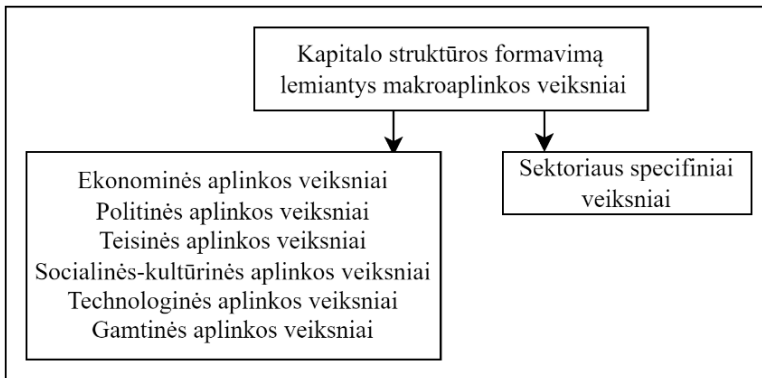 Kapitalo struktūros formavimą
lemiantys makroaplinkos veiksniai
Ekonominės aplinkos veiksniai
Politinės aplinkos veiksniai
Teisinės aplinkos veiksniai
Socialinės-kultūrinės aplinkos veiksniai
Technologinės aplinkos veiksniai
Gamtinės aplinkos veiksniai
Sektoriaus specifiniai
veiksniai